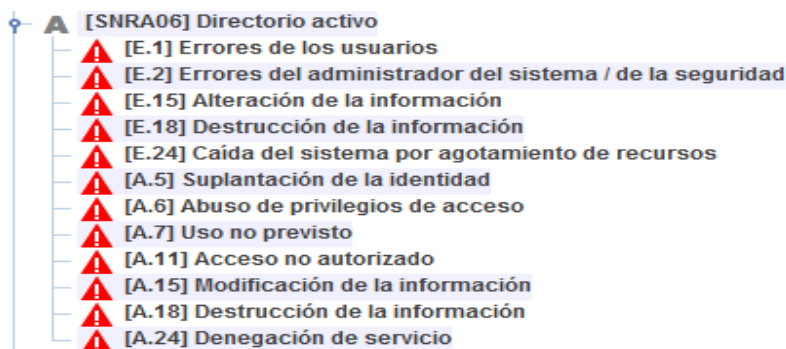 A [SNRA06] Directorio activo
[E.1] Errores de los usuarios
[E.2] Errores del administrador del sistema / de la seguridad
[E.15] Alteración de la información
[E.18] Destrucción de la información
[E.24] Caída del sistema por agotamiento de recursos
[A.5] Suplantación de la identidad
[A.6] Abuso de privilegios de acceso
[A.7] Uso no previsto
[A.11] Acceso no autorizado
[A.15] Modificación de la información
[A.18] Destrucción de la información
[A.24] Denegación de servicio